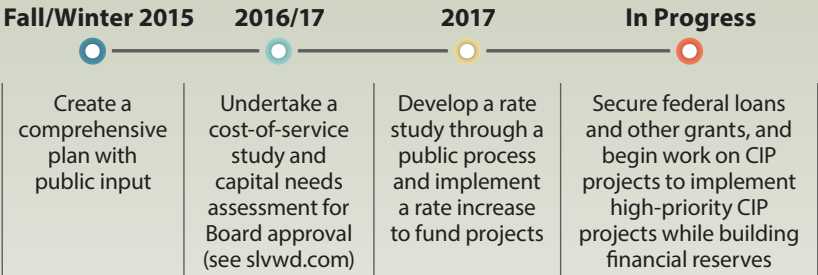 Fall/Winter 2015
2016/17
2017
In Progress
Create a
comprehensive
plan with
public input
Undertake a
cost-of-service
study and
capital needs
assessment for
Board approval
(see slvwd.com)
Develop a rate
study through a
public process
and implement
a rate increase
to fund projects
Secure federal loans
and other grants, and
begin work on CIP
projects to implement
high-priority CIP
projects while building
financial reserves